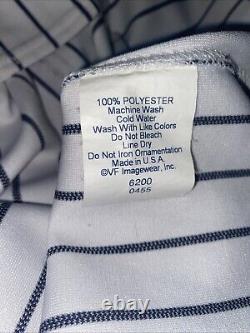 100% POLYESTER
Machine Wash
Cold Water
Wash With Like Colors
Do Not Bleach
Line Dry
Do Not Iron Ornamentation
Made in U.S.A.
©VF Imagewear, Inc.
6200
0455